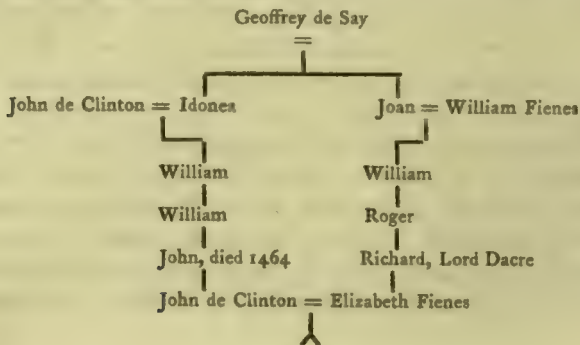 Geoffrey de Say
=
John de Clinton = Idonea Joan = William Fienes
William William
William Roger
John, died 1464 Richard, Lord Dacre
John de Clinton = Elizabeth Fienes